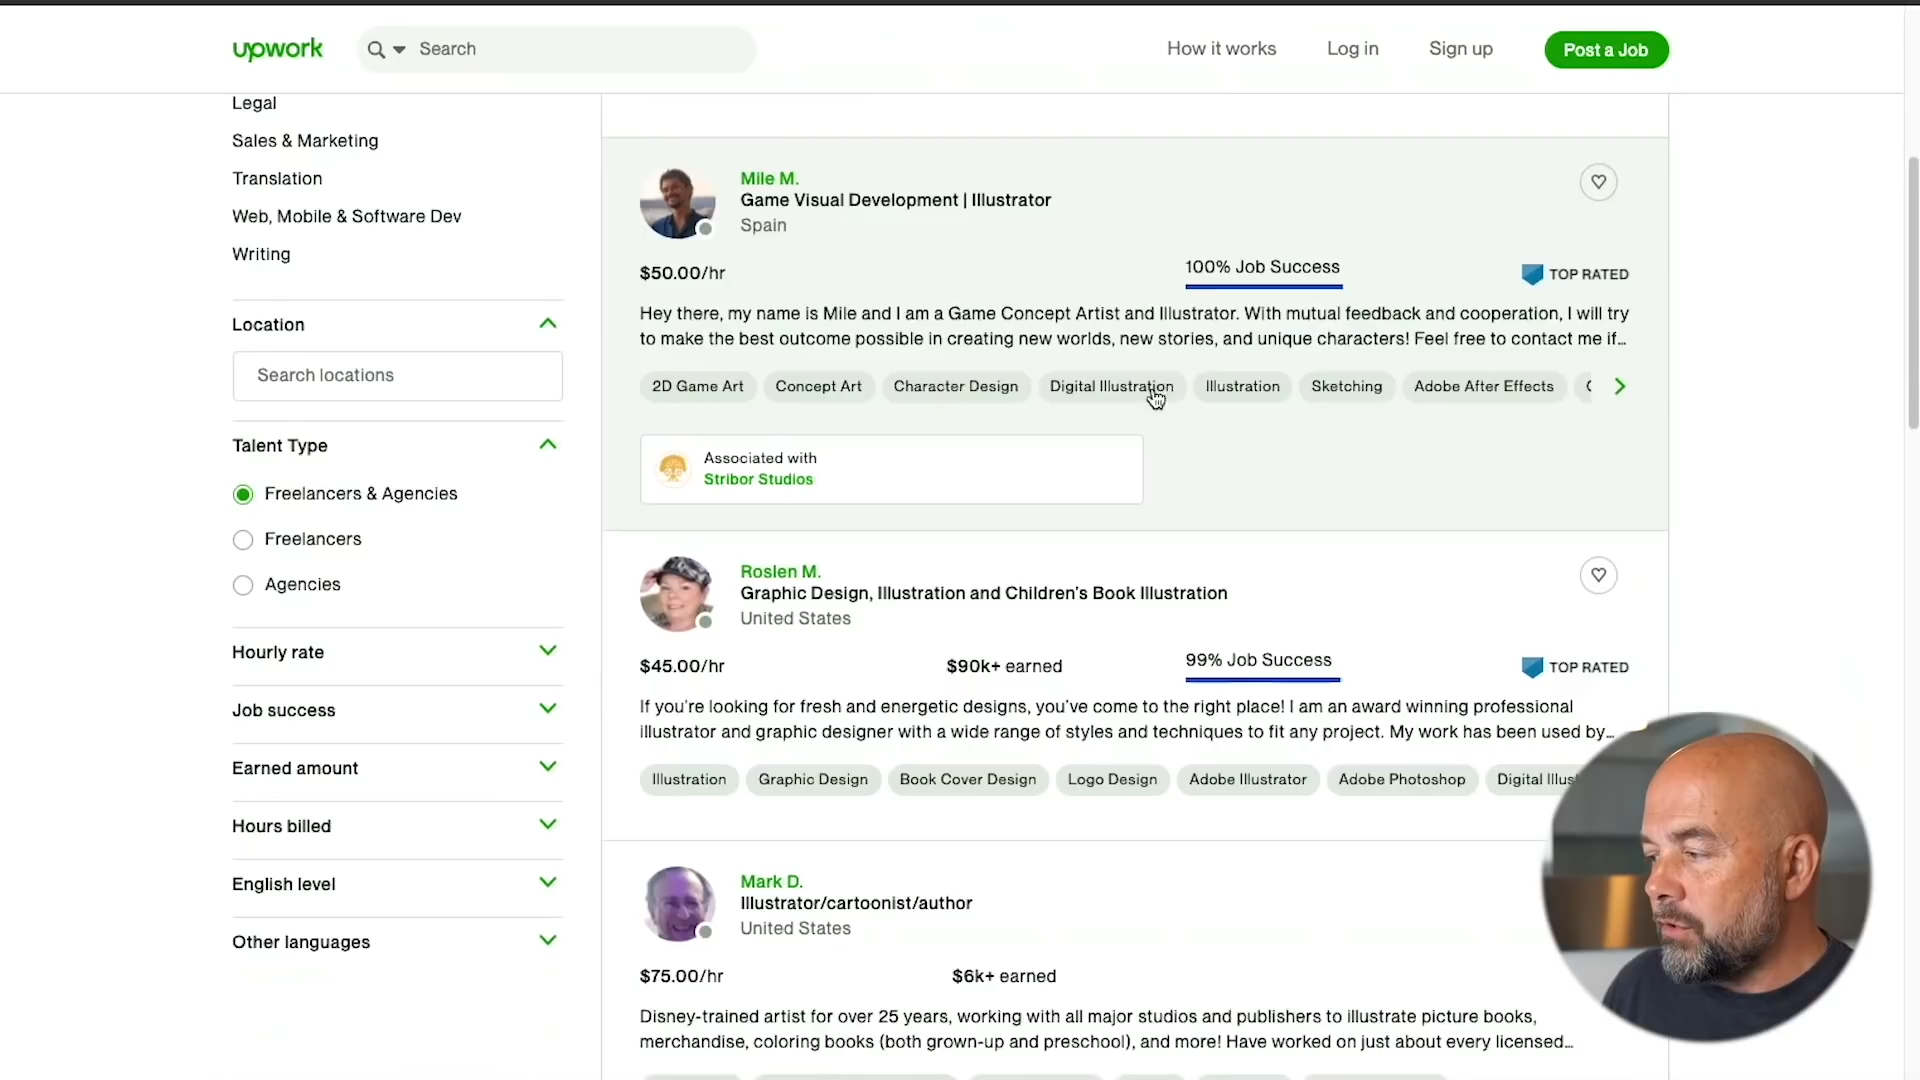 upwork
Search
How it works
Log in
Sign up
Post a Job
Legal
Sales & Marketing
Translation
Web, Mobile & Software Dev
Writing
Location
Search locations
Talent Type
Freelancers & Agencies
Freelancers
Agencies
Hourly rate
Job success
Earned amount
Hours billed
English level
Other languages
Mile M.
Game Visual Development | Illustrator
Spain
$50.00/hr
100% Job Success
TOP RATED
Hey there, my name is Mile and I am a Game Concept Artist and Illustrator. With mutual feedback and cooperation, I will try
to make the best outcome possible in creating new worlds, new stories, and unique characters! Feel free to contact me if…
2D Game Art
Concept Art
Character Design
Digital Illustration
Illustration
Sketching
Adobe After Effects
Associated with
Stribor Studios
Roslen M.
Graphic Design, Illustration and Children's Book Illustration
United States
$45.00/hr
$90k+ earned
99% Job Success
TOP RATED
If you're looking for fresh and energetic designs, you've come to the right place! I am an award winning professional
illustrator and graphic designer with a wide range of styles and techniques to fit any project. My work has been used by…
Illustration
Graphic Design
Book Cover Design
Logo Design
Adobe Illustrator
Adobe Photoshop
Digital Illus
Mark D.
Illustrator/cartoonist/author
United States
$75.00/hr
$6k+ earned
Disney-trained artist for over 25 years, working with all major studios and publishers to illustrate picture books,
merchandise, coloring books (both grown-up and preschool), and more! Have worked on just about every licensed…